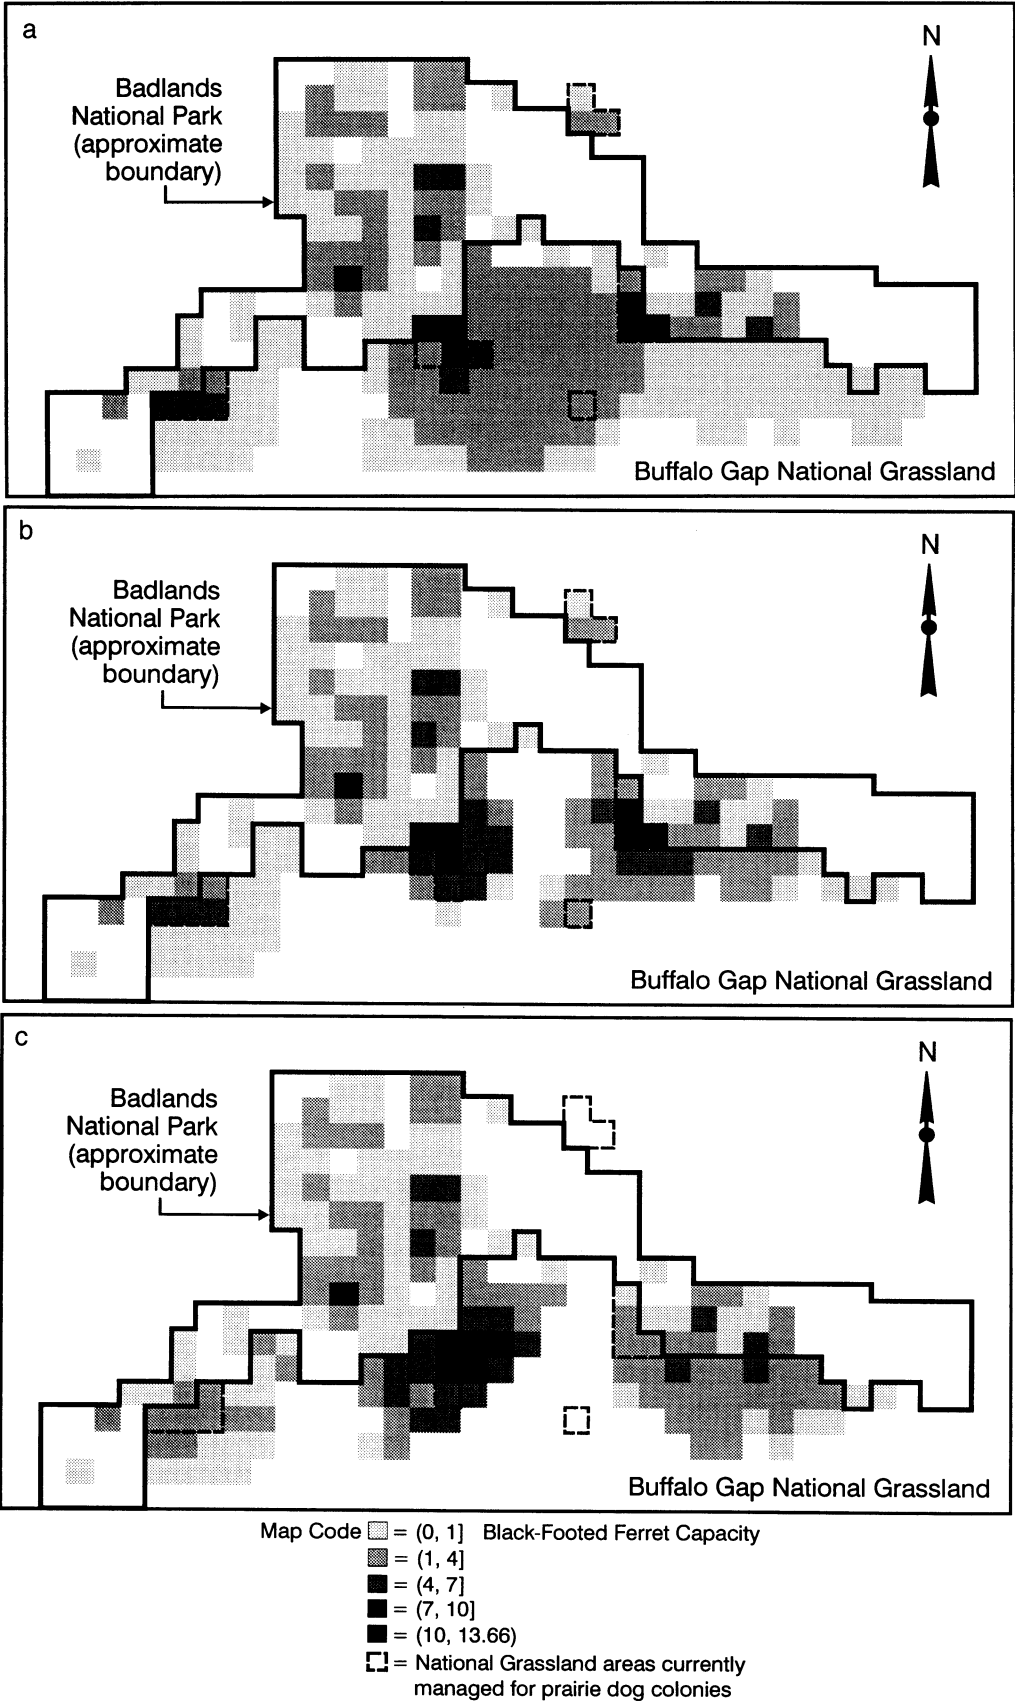 a
N
Badlands
National Park
(approximate
boundary)
Buffalo Gap National Grassland
b
N
Badlands
National Park
(approximate
boundary)
Buffalo Gap National Grassland
c
N
Badlands
National Park
(approximate
boundary)
Buffalo Gap National Grassland
Map Code = (0, 1] Black-Footed Ferret Capacity
= (1, 4]
= (4, 7]
= (7, 10]
= (10, 13.66)
= National Grassland areas currently
managed for prairie dog colonies